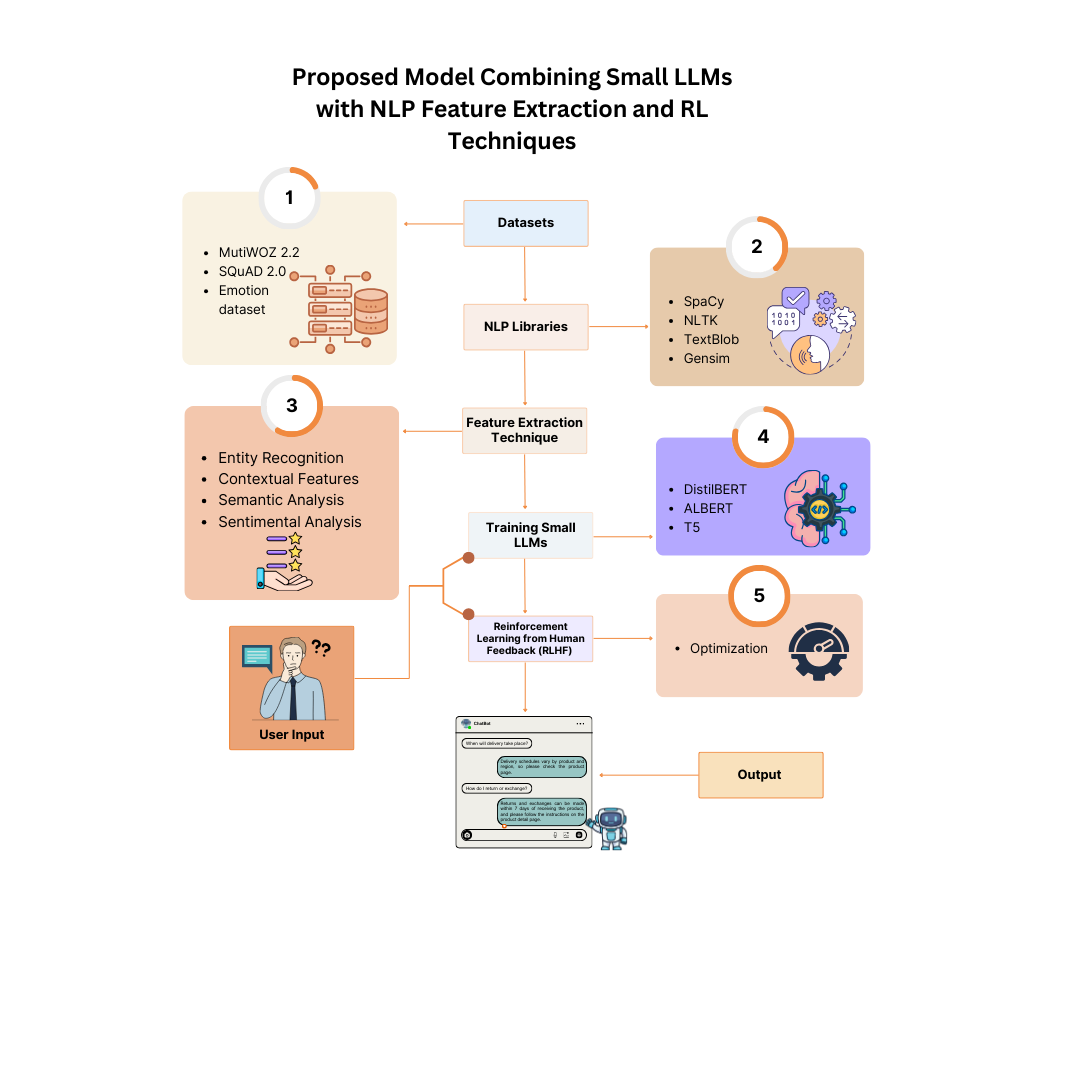 Proposed Model Combining Small LLMs
with NLP Feature Extraction and RL
Techniques
1
MutiWOZ 2.2
SQuAD 2.0
Emotion
dataset
Datasets
2
SpaCy
NLTK
TextBlob
Gensim
1010
1001
NLP Libraries
3
Entity Recognition
Contextual Features
Semantic Analysis
Sentimental Analysis
Feature Extraction
Technique
4
DistilBERT
ALBERT
T5
</>
Training Small
LLMs
5
Optimization
Reinforcement
Learning from Human
Feedback (RLHF)
??
User Input
ChatBot
When will delivery take place?
Delivery schedules vary by product and
region, so please check the product
page.
How do I return or exchange?
Returns and exchanges can be made
within 7 days of receiving the product,
and please follow the instructions on the
product detail page.
Output